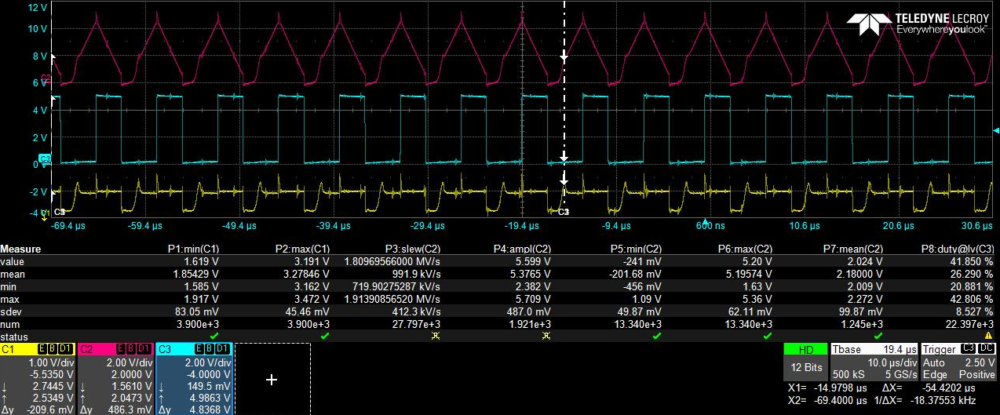 12 V
10 V
8 V
6 V
4 V
2 V
0 V
-2 V
-4 V
C2
C3
C1
TELEDYNE LECROY
Everywhereyoulook™
C3
C3
-69.4 µs -59.4 µs -49.4 µs -39.4 µs -29.4 µs -19.4 µs -9.4 µs 600 ns 10.6 µs 20.6 µs 30.6 µs
Measure P1:min(C1) P2:max(C1) P3:slew(C2) P4:ampl(C2) P5:min(C2) P6:max(C2) P7:mean(C2) P8:duty@lv(C3)
value 1.619 V 3.191 V 1.80969566000 MV/s 5.599 V -241 mV 5.20 V 2.024 V 41.850 %
mean 1.85429 V 3.27846 V 991.9 kV/s 5.3765 V -201.68 mV 5.19574 V 2.18000 V 26.290 %
min 1.585 V 3.162 V 719.90275287 kV/s 2.382 V -456 mV 1.63 V 2.009 V 20.881 %
max 1.917 V 3.472 V 1.91390856520 MV/s 5.709 V 1.09 V 5.36 V 2.272 V 42.806 %
sdev 83.05 mV 45.46 mV 412.3 kV/s 487.0 mV 49.87 mV 62.11 mV 99.87 mV 8.527 %
num 3.900e+3 3.900e+3 27.797e+3 1.921e+3 13.340e+3 13.340e+3 1.245e+3 22.397e+3
status
C1 E B D1
1.00 V/div
-5.5350 V
↓ 2.7445 V
↑ 2.5349 V
Δy -209.6 mV
C2 E B D1
2.00 V/div
2.0000 V
↓ 1.5610 V
↑ 2.0473 V
Δy 486.3 mV
C3 E B D1
2.00 V/div
-4.0000 V
↓ 149.5 mV
↑ 4.9863 V
Δy 4.8368 V
+
HD
12 Bits
Tbase 19.4 µs
10.0 µs/div
500 kS 5 GS/s
Trigger C3 DC
Auto 2.50 V
Edge Positive
X1= -14.9798 µs ΔX= -54.4202 µs
X2= -69.400 µs 1/ΔX= -18.37553 kHz